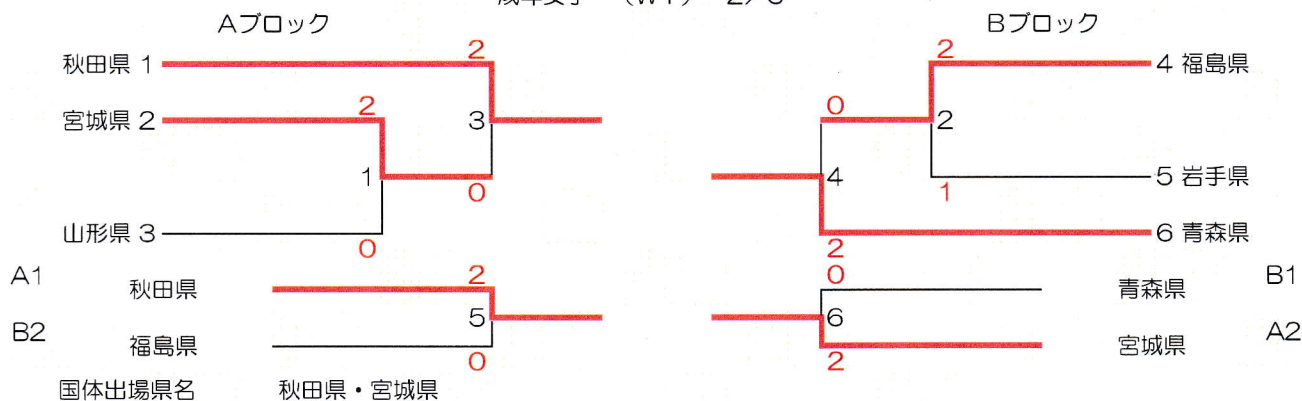 Aブロック Bブロック
秋田県 1 2 2 4 福島県
宮城県 2 2 3 0 2
1 0 4 1 5 岩手県
山形県 3 0 2 6 青森県
A1 秋田県 2 0 青森県 B1
B2 福島県 5 0 6 2 宮城県 A2
国体出場県名 秋田県・宮城県